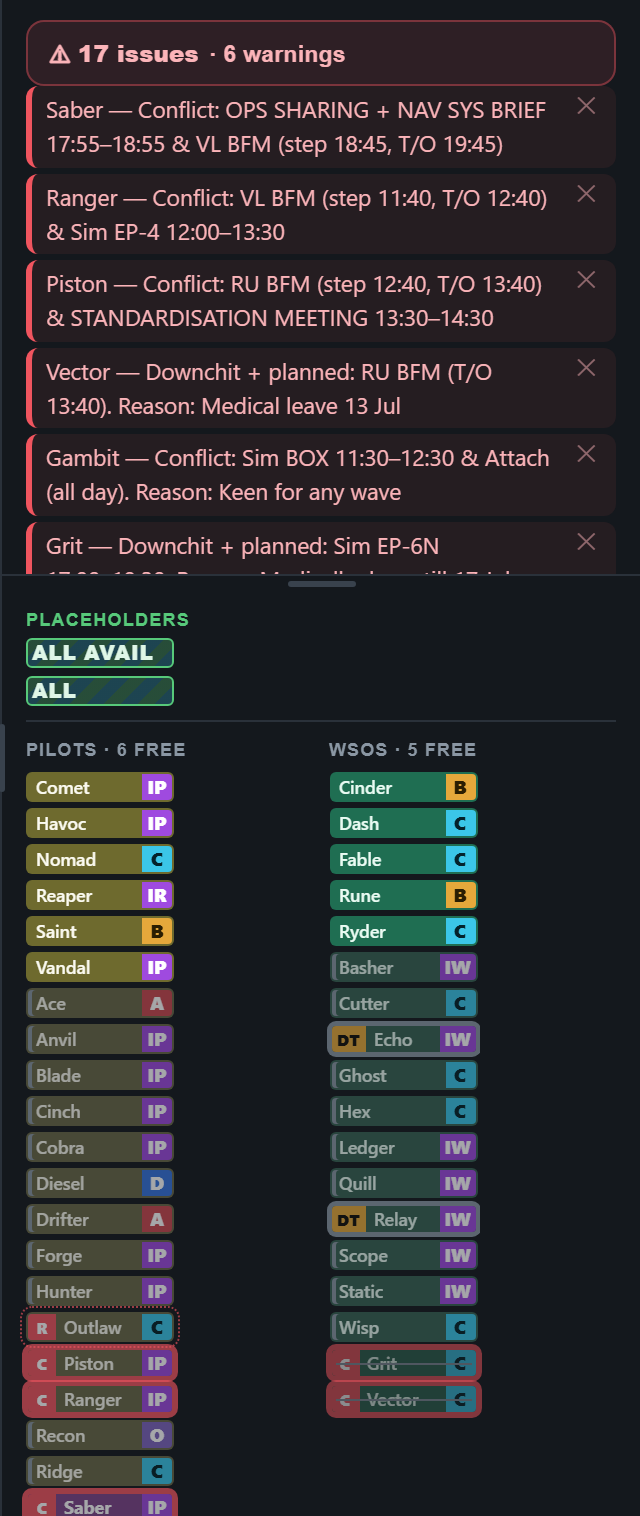 ⚠ 17 issues · 6 warnings
Saber — Conflict: OPS SHARING + NAV SYS BRIEF
17:55–18:55 & VL BFM (step 18:45, T/O 19:45)
Ranger — Conflict: VL BFM (step 11:40, T/O 12:40)
& Sim EP-4 12:00–13:30
Piston — Conflict: RU BFM (step 12:40, T/O 13:40)
& STANDARDISATION MEETING 13:30–14:30
Vector — Downchit + planned: RU BFM (T/O
13:40). Reason: Medical leave 13 Jul
Gambit — Conflict: Sim BOX 11:30–12:30 & Attach
(all day). Reason: Keen for any wave
Grit — Downchit + planned: Sim EP-6N
PLACEHOLDERS
ALL AVAIL
ALL
PILOTS · 6 FREE
Comet IP
Havoc IP
Nomad C
Reaper IR
Saint B
Vandal IP
Ace A
Anvil IP
Blade IP
Cinch IP
Cobra IP
Diesel D
Drifter A
Forge IP
Hunter IP
R Outlaw C
C Piston IP
C Ranger IP
Recon O
Ridge C
C Saber IP
WSOS · 5 FREE
Cinder B
Dash C
Fable C
Rune B
Ryder C
Basher IW
Cutter C
DT Echo IW
Ghost C
Hex C
Ledger IW
Quill IW
DT Relay IW
Scope IW
Static IW
Wisp C
C Grit C
C Vector C